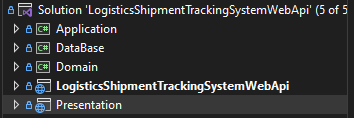 Solution 'LogisticsShipmentTrackingSystemWebApi' (5 of 5
C# Application
C# DataBase
C# Domain
LogisticsShipmentTrackingSystemWebApi
Presentation